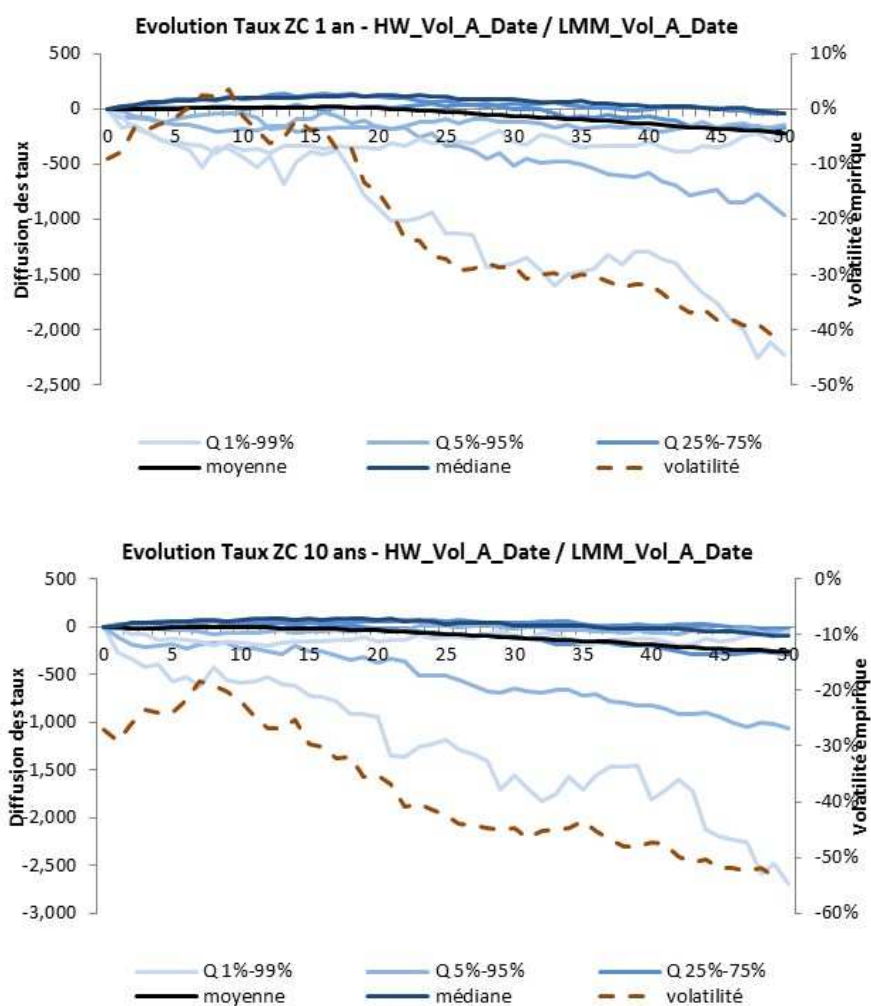 Evolution Taux ZC 1 an - HW_Vol_A_Date / LMM_Vol_A_Date
500
0
-500
-1,000
-1,500
-2,000
-2,500
Diffusion des taux
0 5 10 15 20 25 30 35 40 45 50
10%
0%
-10%
-20%
-30%
-40%
-50%
Volatilité empirique
Q 1%-99% Q 5%-95% Q 25%-75%
moyenne médiane volatilité
Evolution Taux ZC 10 ans - HW_Vol_A_Date / LMM_Vol_A_Date
500
0
-500
-1,000
-1,500
-2,000
-2,500
-3,000
Diffusion des taux
0 5 10 15 20 25 30 35 40 45 50
0%
-10%
-20%
-30%
-40%
-50%
-60%
Volatilité empirique
Q 1%-99% Q 5%-95% Q 25%-75%
moyenne médiane volatilité